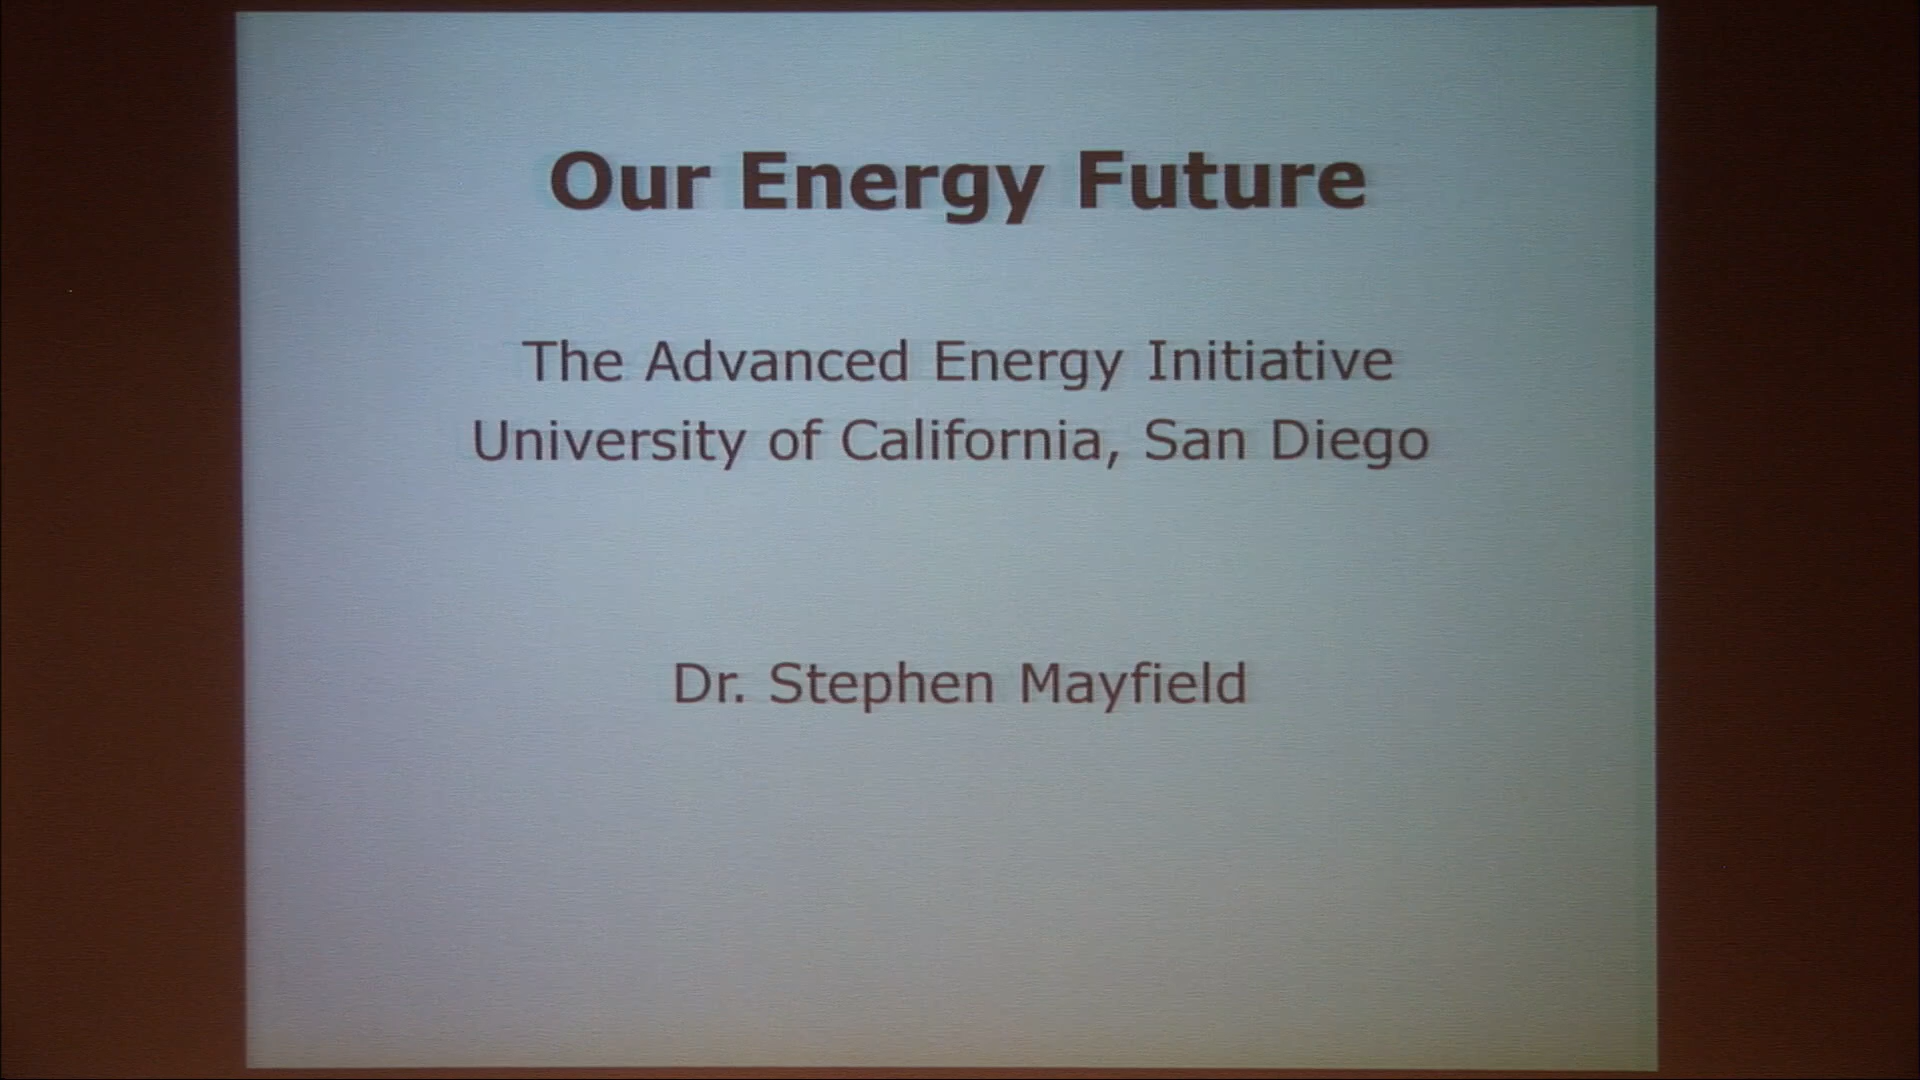 Our Energy Future
The Advanced Energy Initiative
University of California, San Diego
Dr. Stephen Mayfield